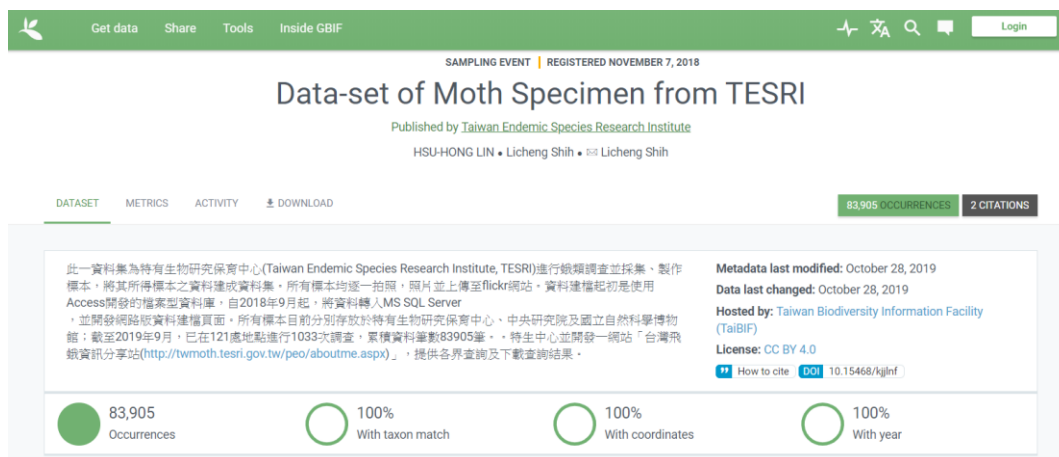 Get data Share Tools Inside GBIF Login
SAMPLING EVENT | REGISTERED NOVEMBER 7, 2018
Data-set of Moth Specimen from TESRI
Published by Taiwan Endemic Species Research Institute
HSU-HONG LIN • Licheng Shih • Licheng Shih
DATASET METRICS ACTIVITY DOWNLOAD
83,905 OCCURRENCES 2 CITATIONS
此一資料集為特有生物研究保育中心(Taiwan Endemic Species Research Institute, TESRI)進行蛾類調查並採集、製作
標本，將其所得標本之資料建成資料集。所有標本均逐一拍照，照片並上傳至flickr網站。資料建檔起初是使用
Access開發的檔案型資料庫，自2018年9月起，將資料轉入MS SQL Server
，並開發網路版資料建檔頁面。所有標本目前分別存放於特有生物研究保育中心、中央研究院及國立自然科學博物
館；截至2019年9月，已在121處地點進行1033次調查，累積資料筆數83905筆。。特生中心並開發一網站「台灣飛
蛾資訊分享站(http://twmoth.tesri.gov.tw/peo/aboutme.aspx)」，提供各界查詢及下載查詢結果。
Metadata last modified: October 28, 2019
Data last changed: October 28, 2019
Hosted by: Taiwan Biodiversity Information Facility
(TaiBIF)
License: CC BY 4.0
How to cite DOI 10.15468/kjjlnf
83,905
Occurrences
100%
With taxon match
100%
With coordinates
100%
With year